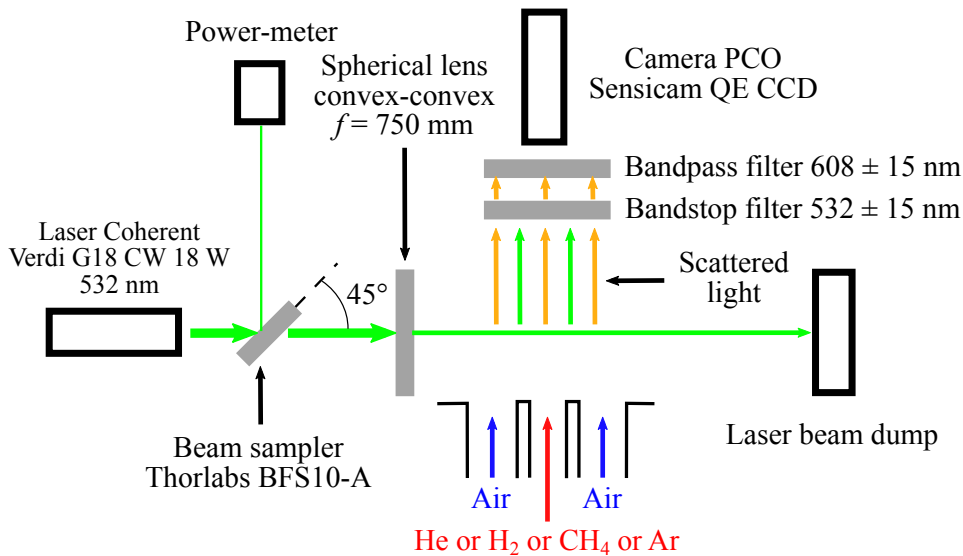 Power-meter
Spherical lens
convex-convex
f = 750 mm
Camera PCO
Sensicam QE CCD
Bandpass filter 608 ± 15 nm
Bandstop filter 532 ± 15 nm
Laser Coherent
Verdi G18 CW 18 W
532 nm
45°
Scattered
light
Beam sampler
Thorlabs BFS10-A
Laser beam dump
Air
Air
He or H₂ or CH₄ or Ar